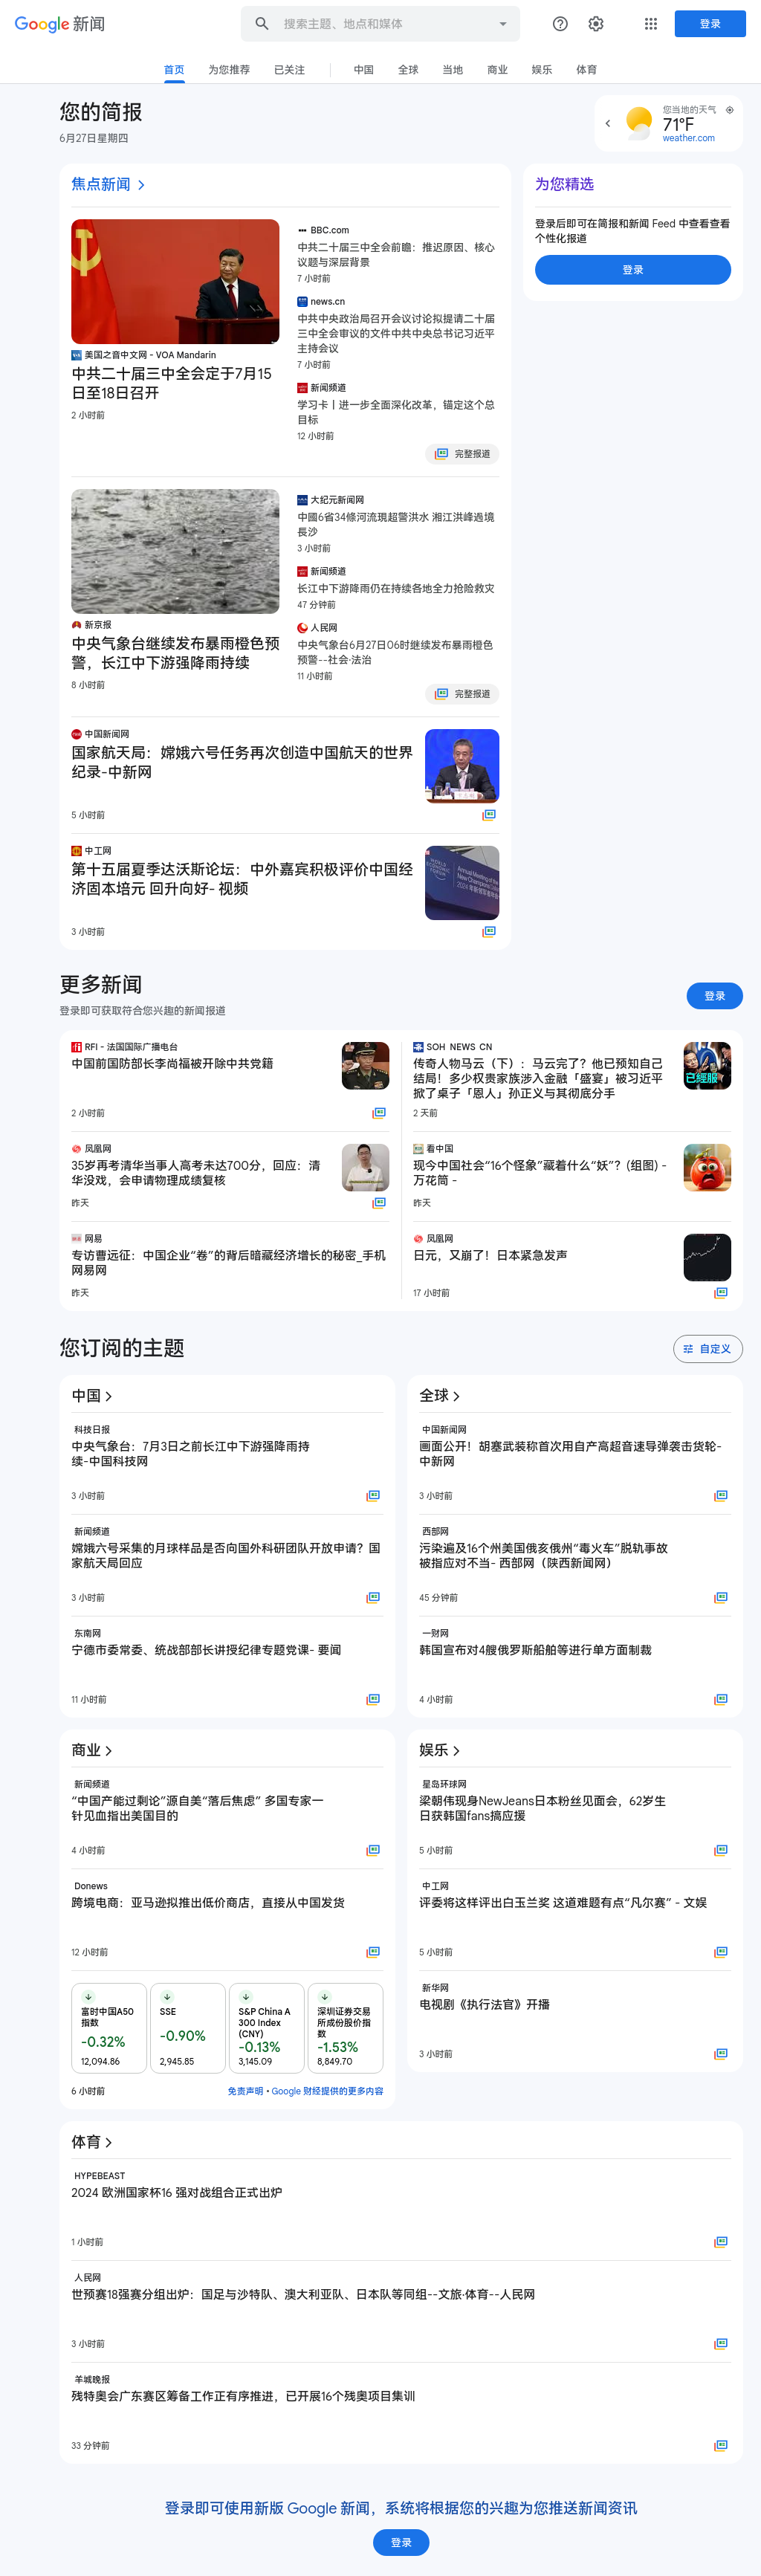 Google 新闻
搜索主题、地点和媒体
登录
首页
为您推荐
已关注
中国
全球
当地
商业
娱乐
体育
您的简报
6月27日星期四
您当地的天气
71°F
weather.com
焦点新闻
美国之音中文网 - VOA Mandarin
中共二十届三中全会定于7月15
日至18日召开
2 小时前
BBC.com
中共二十届三中全会前瞻：推迟原因、核心
议题与深层背景
7 小时前
news.cn
中共中央政治局召开会议讨论拟提请二十届
三中全会审议的文件中共中央总书记习近平
主持会议
7 小时前
新闻频道
学习卡丨进一步全面深化改革，锚定这个总
目标
12 小时前
完整报道
为您精选
登录后即可在简报和新闻 Feed 中查看查看
个性化报道
登录
新京报
中央气象台继续发布暴雨橙色预
警，长江中下游强降雨持续
8 小时前
大紀元新闻网
中國6省34條河流現超警洪水 湘江洪峰過境
長沙
3 小时前
新闻频道
长江中下游降雨仍在持续各地全力抢险救灾
47 分钟前
人民网
中央气象台6月27日06时继续发布暴雨橙色
预警--社会·法治
11 小时前
完整报道
中国新闻网
国家航天局：嫦娥六号任务再次创造中国航天的世界
纪录-中新网
5 小时前
中工网
第十五届夏季达沃斯论坛：中外嘉宾积极评价中国经
济固本培元 回升向好- 视频
3 小时前
更多新闻
登录即可获取符合您兴趣的新闻报道
登录
RFI - 法国国际广播电台
中国前国防部长李尚福被开除中共党籍
2 小时前
SOH NEWS CN
传奇人物马云（下）：马云完了？他已预知自己
结局！多少权贵家族涉入金融「盛宴」被习近平
掀了桌子「恩人」孙正义与其彻底分手
2 天前
已經服
凤凰网
35岁再考清华当事人高考未达700分，回应：清
华没戏，会申请物理成绩复核
昨天
看中国
现今中国社会“16个怪象”藏着什么“妖”？(组图) -
万花筒 -
昨天
网易
专访曹远征：中国企业“卷”的背后暗藏经济增长的秘密_手机
网易网
昨天
凤凰网
日元，又崩了！日本紧急发声
17 小时前
您订阅的主题
自定义
中国
科技日报
中央气象台：7月3日之前长江中下游强降雨持
续-中国科技网
3 小时前
新闻频道
嫦娥六号采集的月球样品是否向国外科研团队开放申请？国
家航天局回应
3 小时前
东南网
宁德市委常委、统战部部长讲授纪律专题党课- 要闻
11 小时前
全球
中国新闻网
画面公开！胡塞武装称首次用自产高超音速导弹袭击货轮-
中新网
3 小时前
西部网
污染遍及16个州美国俄亥俄州“毒火车”脱轨事故
被指应对不当- 西部网（陕西新闻网）
45 分钟前
一财网
韩国宣布对4艘俄罗斯船舶等进行单方面制裁
4 小时前
商业
新闻频道
“中国产能过剩论”源自美“落后焦虑” 多国专家一
针见血指出美国目的
4 小时前
Donews
跨境电商：亚马逊拟推出低价商店，直接从中国发货
12 小时前
富时中国A50
指数
-0.32%
12,094.86
SSE
-0.90%
2,945.85
S&P China A
300 Index
(CNY)
-0.13%
3,145.09
深圳证券交易
所成份股价指
数
-1.53%
8,849.70
6 小时前
免责声明 • Google 财经提供的更多内容
娱乐
星岛环球网
梁朝伟现身NewJeans日本粉丝见面会，62岁生
日获韩国fans搞应援
5 小时前
中工网
评委将这样评出白玉兰奖 这道难题有点“凡尔赛” - 文娱
5 小时前
新华网
电视剧《执行法官》开播
3 小时前
体育
HYPEBEAST
2024 欧洲国家杯16 强对战组合正式出炉
1 小时前
人民网
世预赛18强赛分组出炉：国足与沙特队、澳大利亚队、日本队等同组--文旅·体育--人民网
3 小时前
羊城晚报
残特奥会广东赛区筹备工作正有序推进，已开展16个残奥项目集训
33 分钟前
登录即可使用新版 Google 新闻，系统将根据您的兴趣为您推送新闻资讯
登录